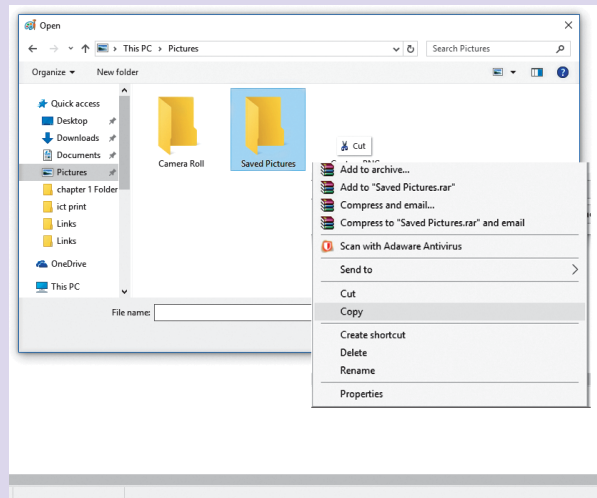 Open
This PC > Pictures
Search Pictures
Organize
New folder
Quick access
Desktop
Downloads
Documents
Pictures
chapter 1 Folder
ict print
Links
Links
OneDrive
This PC
Camera Roll
Saved Pictures
Cut
Add to archive...
Add to "Saved Pictures.rar"
Compress and email...
Compress to "Saved Pictures.rar" and email
Scan with Adaware Antivirus
Send to
Cut
Copy
Create shortcut
Delete
Rename
Properties
File name: